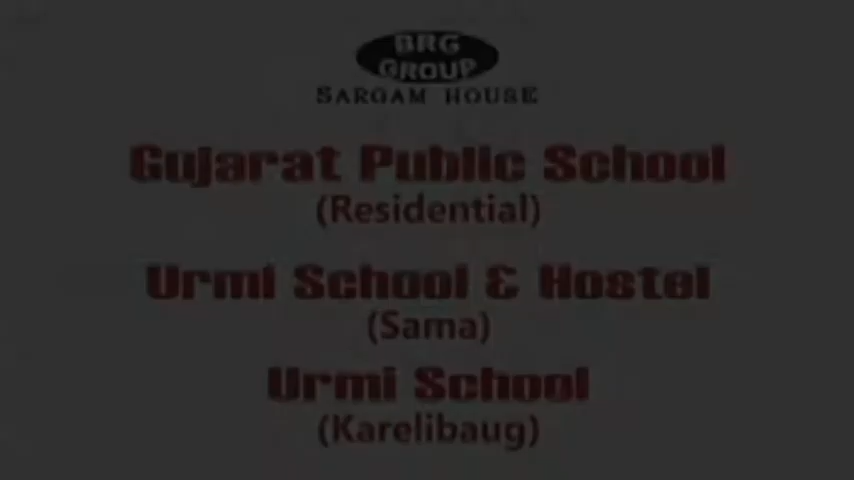 BRG
GROUP
SARGAM HOUSE
Gujarat Public School
(Residential)
Urmi School & Hostel
(Sama)
Urmi School
(Karelibaug)